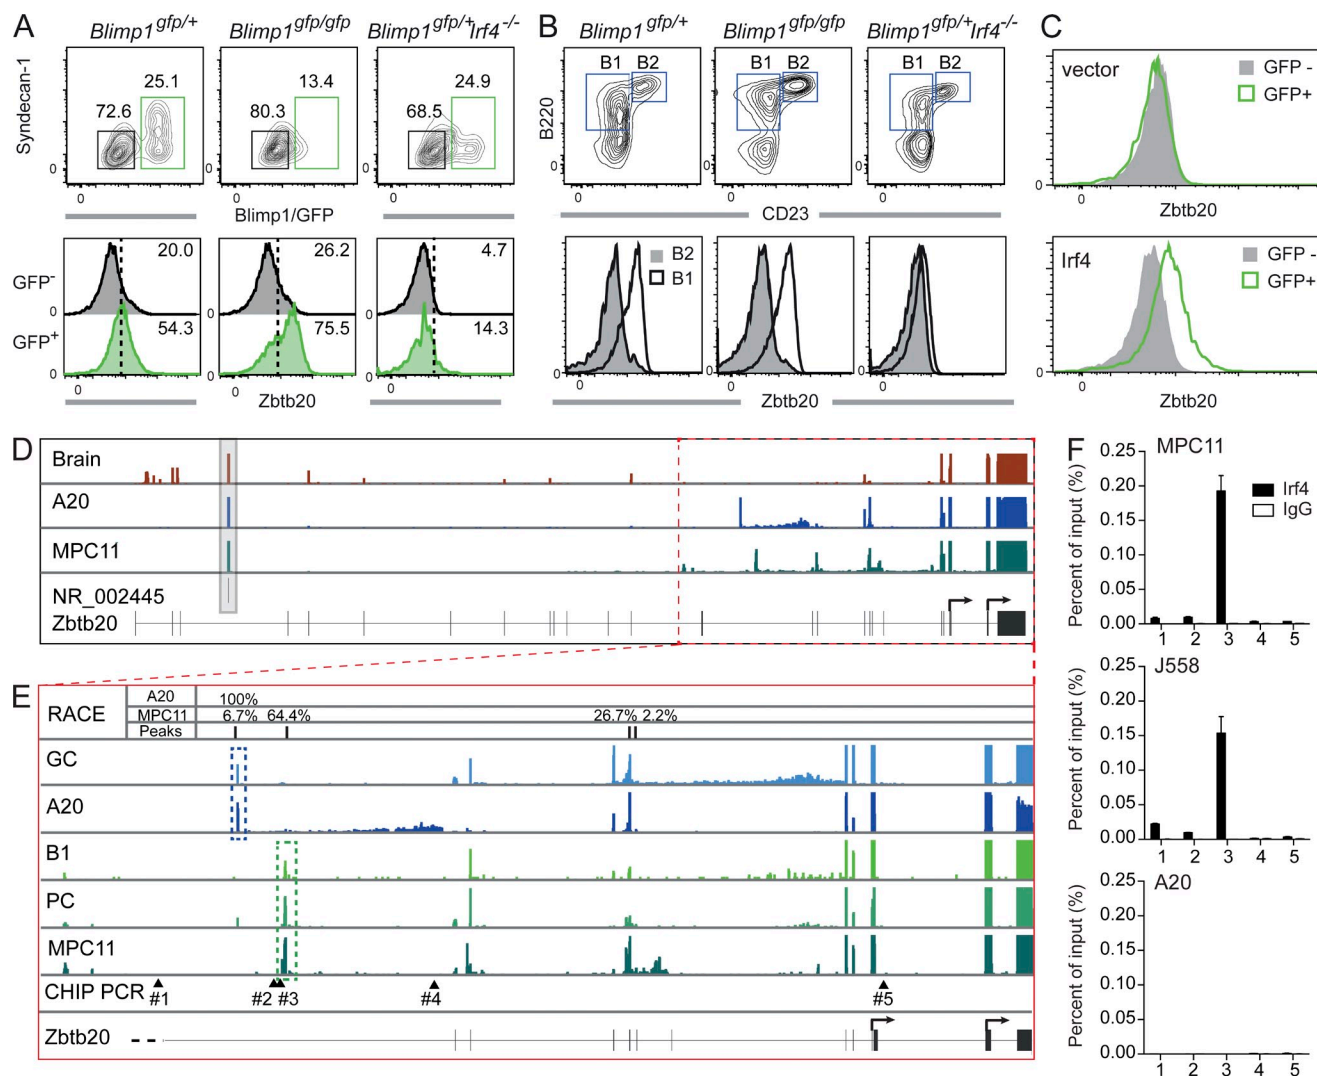 A
Blimp1gfp/+ Blimp1gfp/gfp Blimp1gfp/+Irf4-/-
Syndecan-1
72.6 25.1
80.3 13.4
68.5 24.9
0 0 0
0 0 0
Blimp1/GFP
GFP-
GFP+
20.0 26.2 4.7
0 0 0
54.3 75.5 14.3
0 0 0
0 0 0
Zbtb20
B
Blimp1gfp/+ Blimp1gfp/gfp Blimp1gfp/+Irf4-/-
B220
B1 B2 B1 B2 B1 B2
0 0 0
0 0 0
CD23
B2
B1
0 0 0
Zbtb20
C
vector
GFP -
GFP+
0
0
Zbtb20
Irf4
GFP -
GFP+
0
0
Zbtb20
D
Brain
A20
MPC11
NR_002445
Zbtb20
E
RACE
A20 100%
MPC11 6.7% 64.4% 26.7% 2.2%
Peaks
GC
A20
B1
PC
MPC11
CHIP PCR #1 #2 #3 #4 #5
Zbtb20
F
MPC11
Percent of input (%)
0.25
0.20
0.15
0.10
0.05
0.00
Irf4
IgG
1 2 3 4 5
J558
Percent of input (%)
0.25
0.20
0.15
0.10
0.05
0.00
1 2 3 4 5
A20
Percent of input (%)
0.25
0.20
0.15
0.10
0.05
0.00
1 2 3 4 5